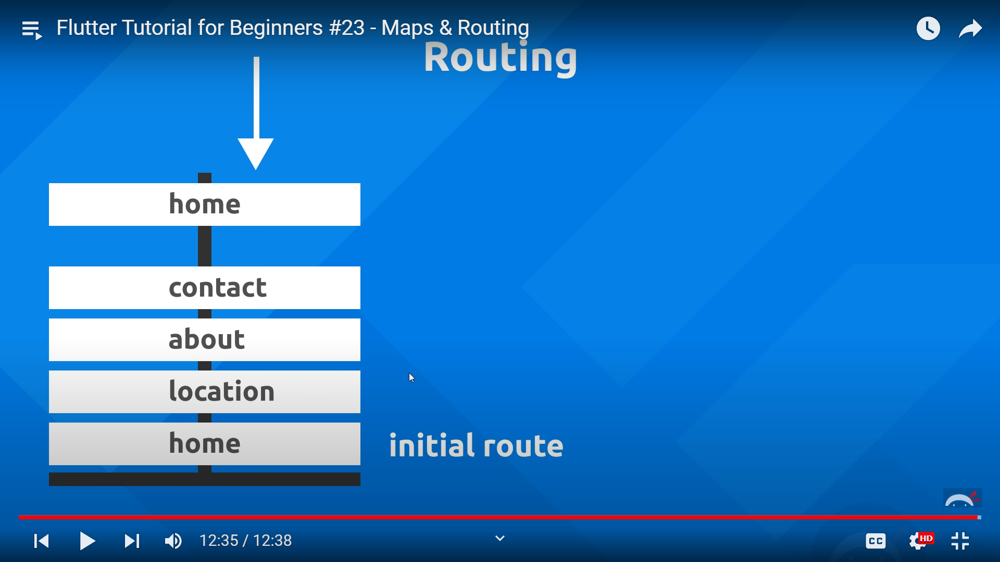 Flutter Tutorial for Beginners #23 - Maps & Routing
Routing
home
contact
about
location
home
initial route
12:35 / 12:38
CC
HD